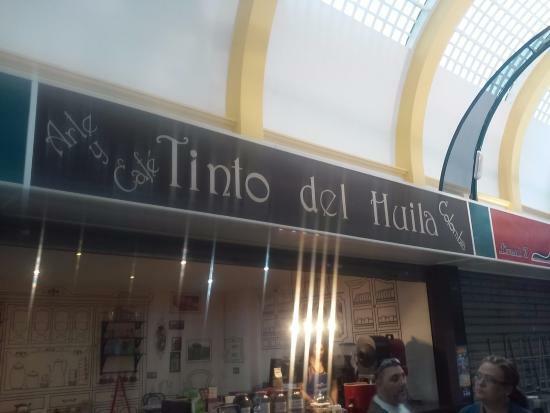 Arte
y
Café
Tinto del Huila
Colombia